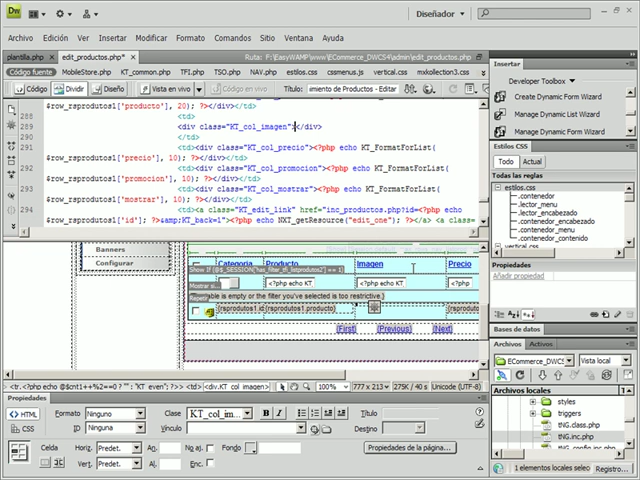 Dw
Diseñador
Archivo Edición Ver Insertar Modificar Formato Comandos Sitio Ventana Ayuda
plantilla.php edit_productos.php* Ruta: F:\EasyWAMP\www\ECommerce_DWCS4\admin\edit_productos.php
Código fuente MobileStore.php KT_common.php TFI.php TSO.php NAV.php estilos.css cssmenus.js vertical.css mxkollection3.css
Código Dividir Diseño Vista en vivo Título: imiento de Productos - Editar
$row_rsprodutos1['producto'], 20); ?></div></td>
288 <td>
289 <div class="KT_col_imagen"></div>
290 </td>
291 <td><div class="KT_col_precio"><?php echo KT_FormatForList(
$row_rsprodutos1['precio'], 10); ?></div></td>
292 <td><div class="KT_col_promocion"><?php echo KT_FormatForList(
$row_rsprodutos1['promocion'], 10); ?></div></td>
293 <td><div class="KT_col_mostrar"><?php echo KT_FormatForList(
$row_rsprodutos1['mostrar'], 10); ?></div></td>
294 <td><a class="KT_edit_link" href="inc_productos.php?id=<?php echo
$row_rsprodutos1['id']; ?>&amp;KT_back=1"><?php echo NXT_getResource("edit_one"); ?></a> <a class=
Banners
Configurar
Categoria Producto Imagen Precio
Show If (@$_SESSION['has_filter_tfi_listprodutos2'] == 1)
Mostrar si... <?php echo KT <?php echo KT <?php
able is empty or the filter you've selected is too restrictive.}
Repetir
{rsprodutos1.id {rsprodutos1.producto} {rsprodutos
{First} {Previous} {Next}
<tr.<?php echo @$cnt1++%2==0 ? "" : "KT_even"; ?>> <td> <div.KT_col_imagen> 100% 777 x 213 275K / 40 s Unicode (UTF-8)
Propiedades
HTML Formato Ninguno Clase KT_col_im... B I Título
CSS ID Ninguno Vínculo Destino
Celda Horiz. Predet. An. No aj. Fondo Propiedades de la página...
Vert. Predet. Al. Enc.
Insertar
Developer Toolbox
Create Dynamic Form Wizard
Manage Dynamic List Wizard
Manage Dynamic Form Wizard
Estilos CSS
Todo Actual
Todas las reglas
estilos.css
.contenedor
.lector_menu
.lector_encabezado
.contenedor_encabezado
.contenedor_menu
.contenedor_contenido
vertical.css
Añadir propiedad
Bases de datos
Archivos Activos
ECommerce_DWCS4 Vista local
Archivos locales
styles
triggers
tNG.class.php
tNG.inc.php
tNG_config.inc.php
1 elementos locales selec Registro...